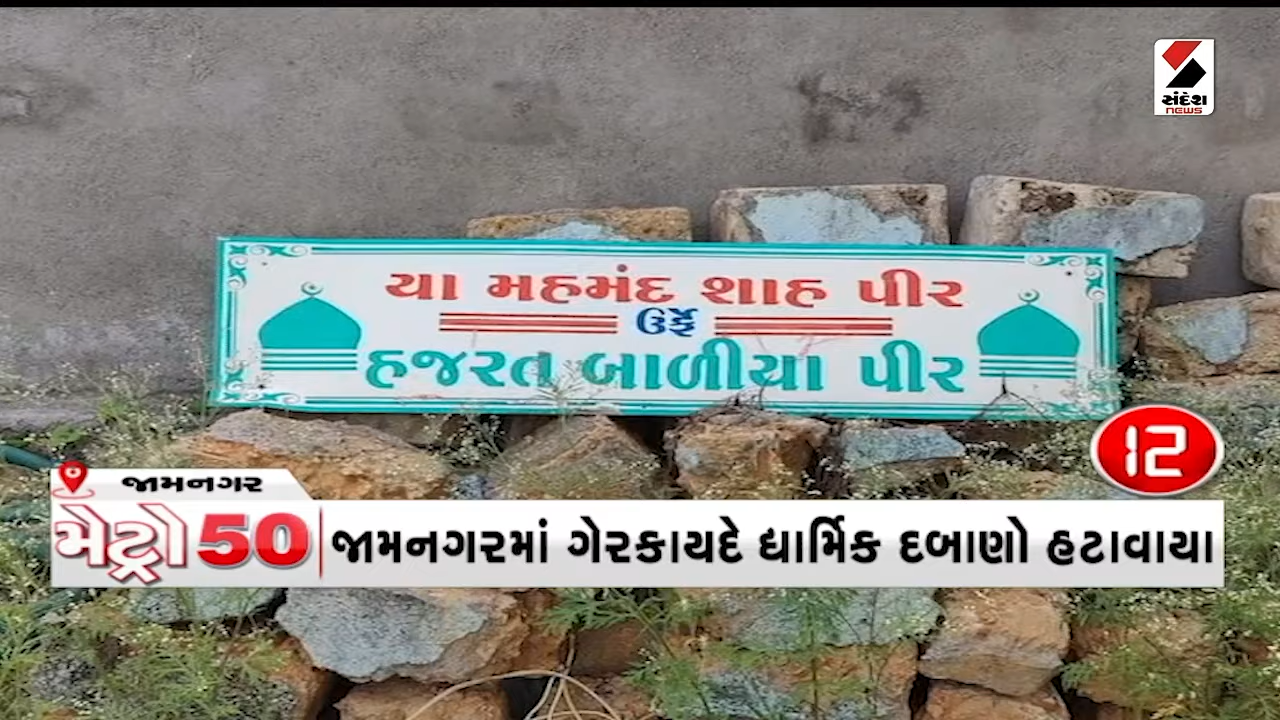 સંદેશ
NEWS
યા મહમંદ શાહ પીર
ઉર્ફે
હજરત બાળીયા પીર
12
જામનગર
મેટ્રો 50
જામનગરમાં ગેરકાયદે ધાર્મિક દબાણો હટાવાયા